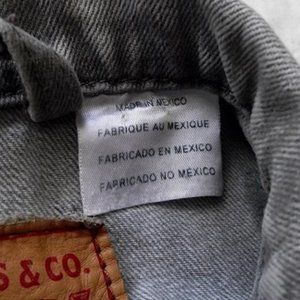 MADE IN MEXICO
FABRIQUE AU MEXIQUE
FABRICADO EN MEXICO
FABRICADO NO MÉXICO
S & CO.